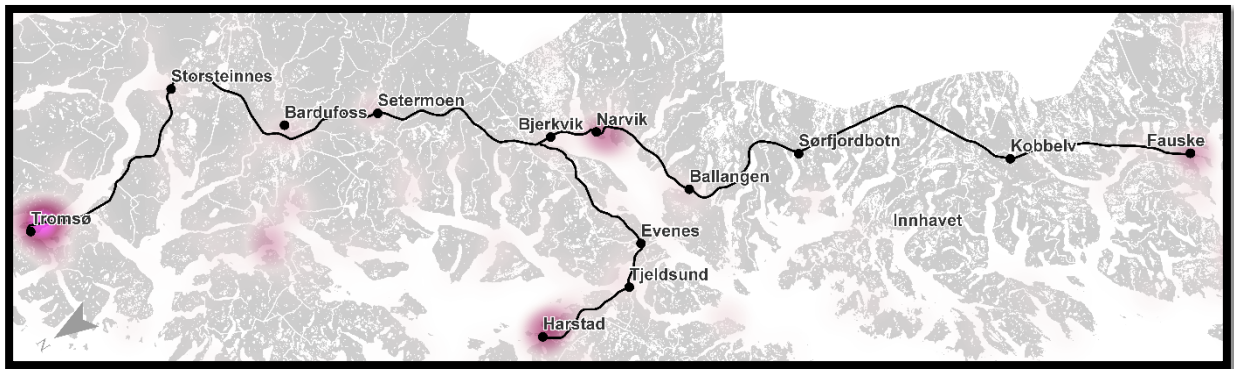 Storsteinnes
Bardufoss
Setermoen
Bjerkvik
Narvik
Sørfjordbotn
Kobbelv
Fauske
Ballangen
Tromsø
Innhavet
Evenes
Tjeldsund
Harstad
N